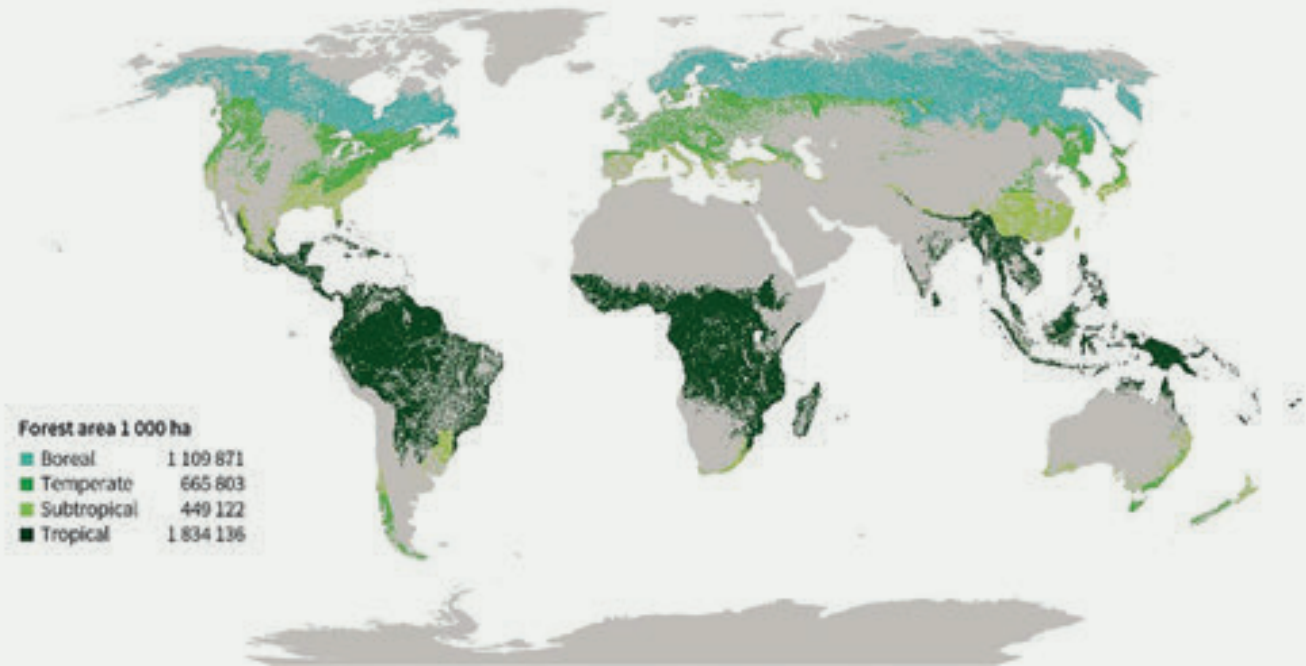 Forest area 1 000 ha
Boreal 1 109 871
Temperate 665 803
Subtropical 449 122
Tropical 1 834 136